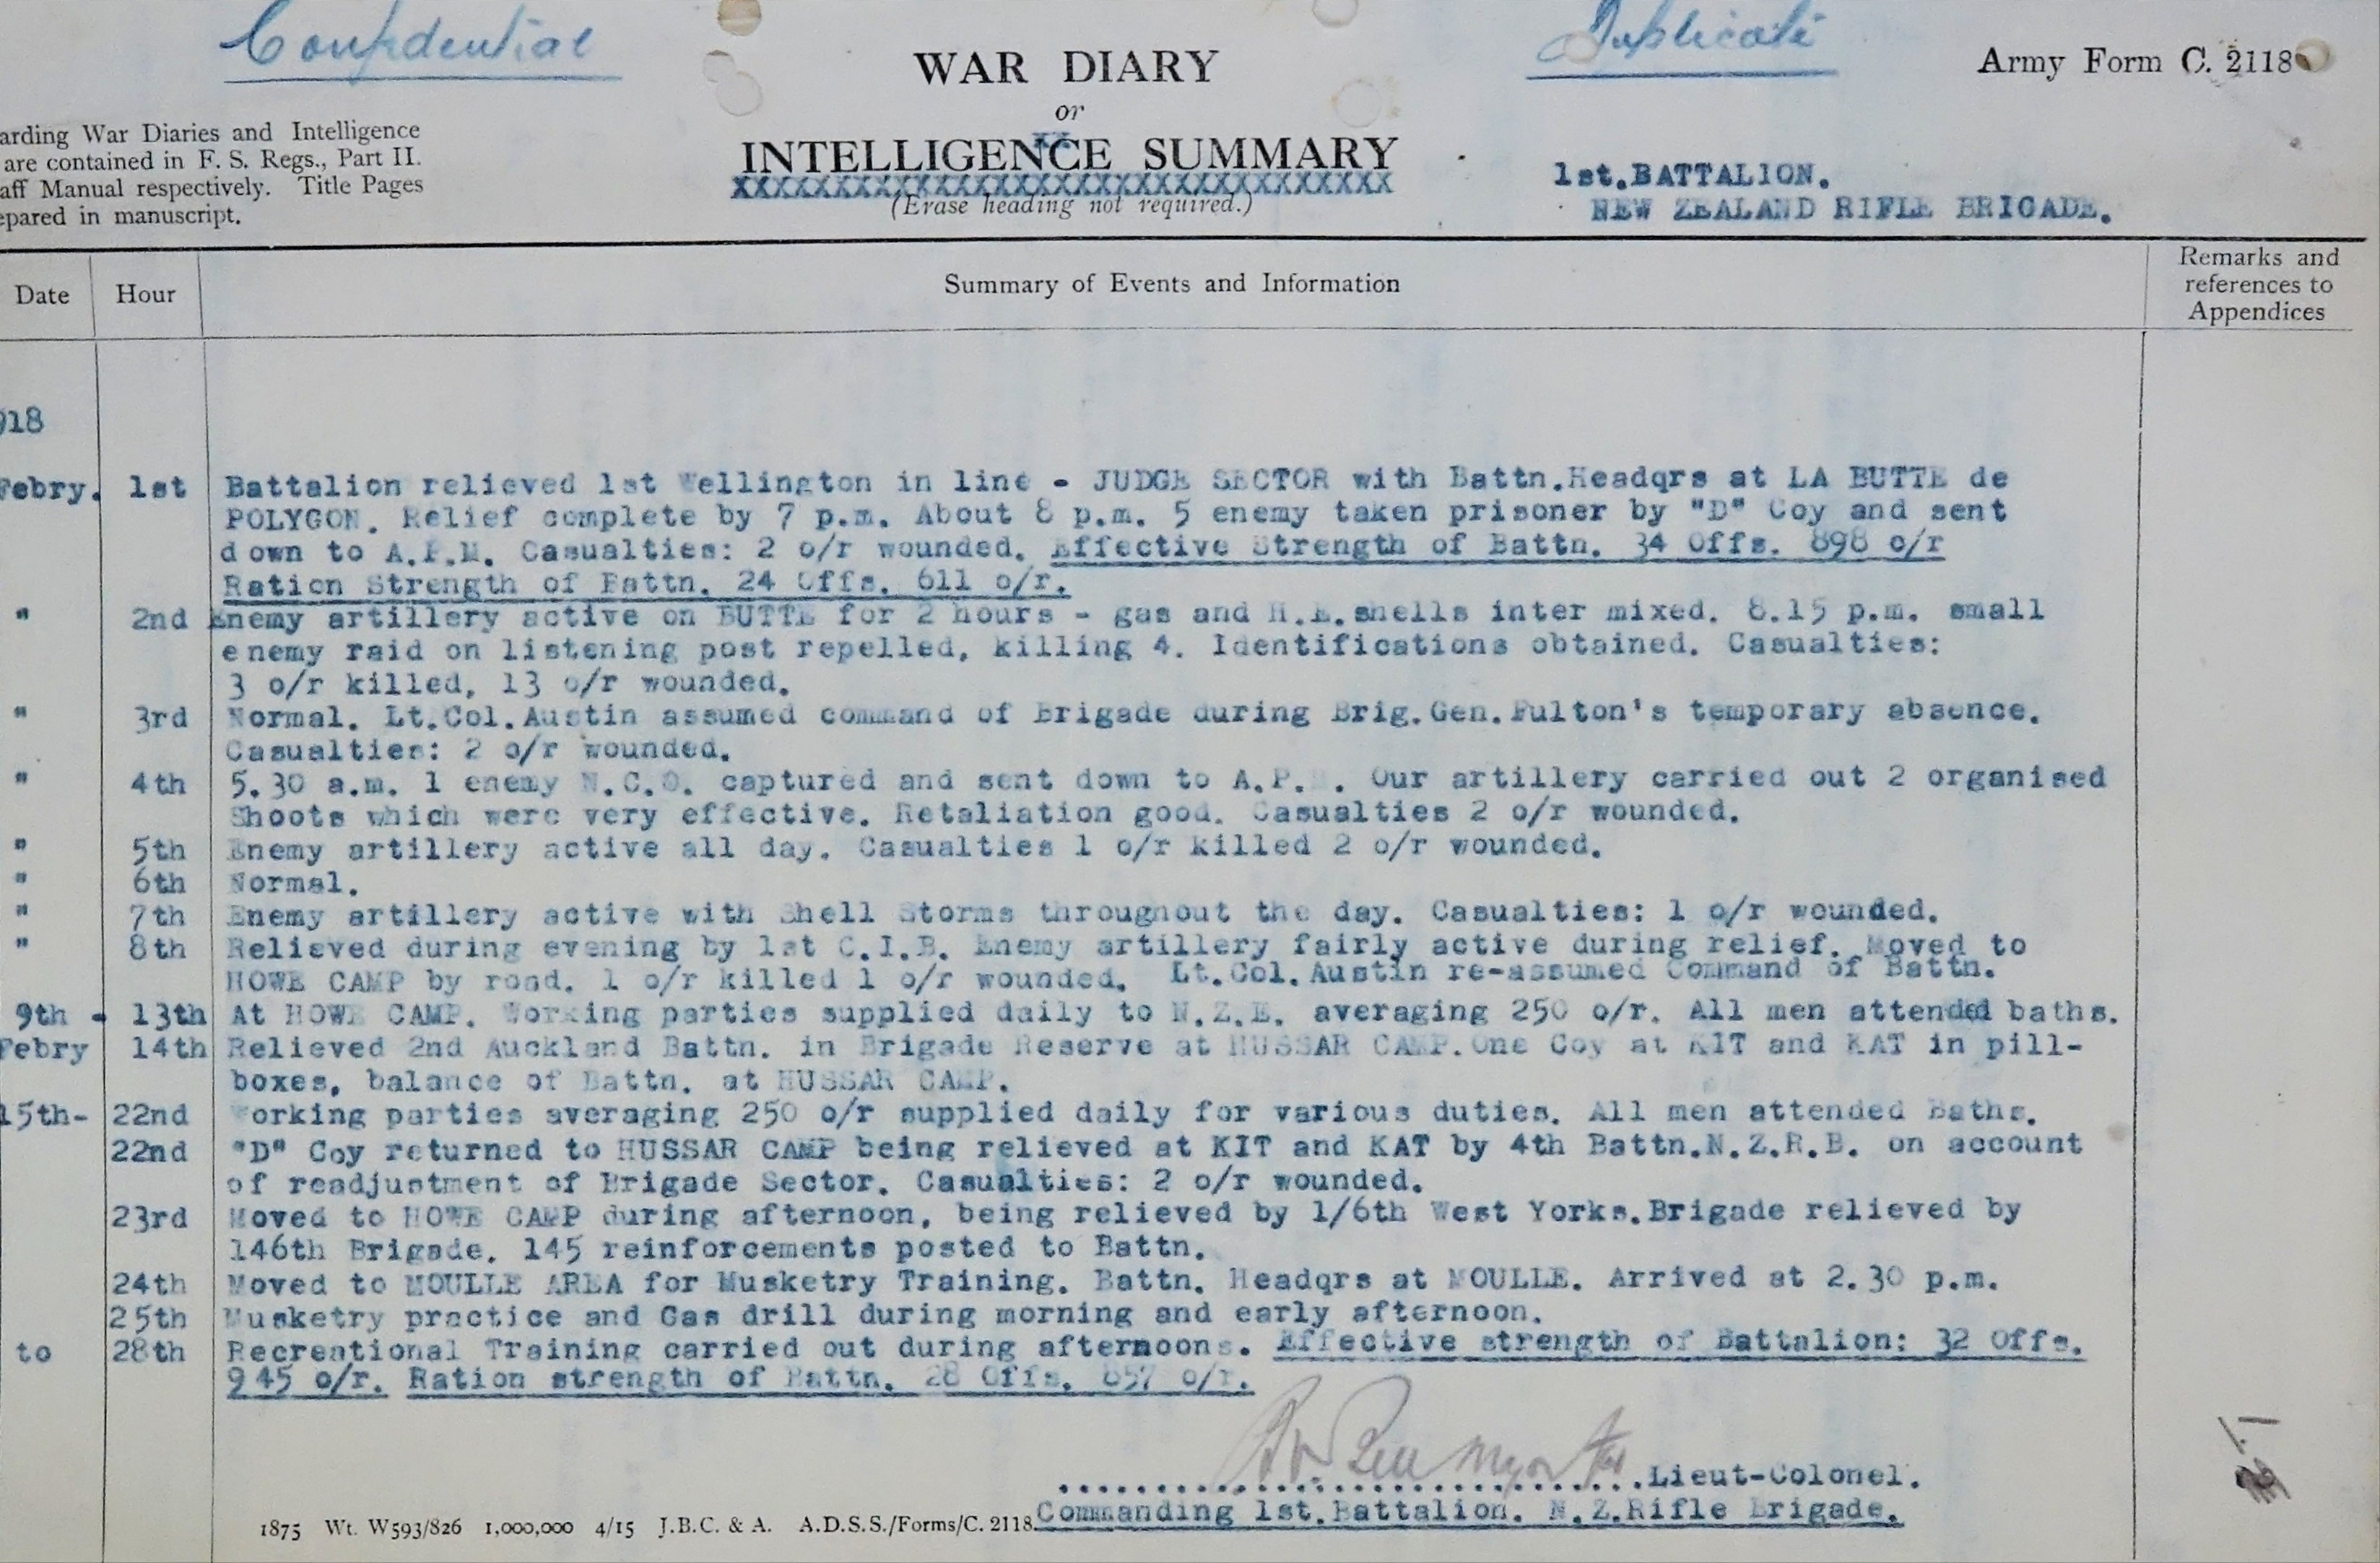 Confidential
Duplicate
WAR DIARY
or
INTELLIGENCE SUMMARY
XXXXXXXXXXXXXXXXXXXXXXXXXXXXXXXXX
(Erase heading not required.)
Army Form C. 2118
arding War Diaries and Intelligence
are contained in F. S. Regs., Part II.
aff Manual respectively. Title Pages
epared in manuscript.
1st.BATTALION.
NEW ZEALAND RIFLE BRIGADE.
Date Hour Summary of Events and Information Remarks and
references to
Appendices
918
Febry. 1st Battalion relieved 1st Wellington in line - JUDGE SECTOR with Battn.Headqrs at LA BUTTE de
POLYGON. Relief complete by 7 p.m. About 8 p.m. 5 enemy taken prisoner by "D" Coy and sent
down to A.P.M. Casualties: 2 o/r wounded. Effective Strength of Battn. 34 Offs. 898 o/r
Ration Strength of Battn. 24 Offs. 611 o/r.
" 2nd Enemy artillery active on BUTTE for 2 hours - gas and H.E.shells inter mixed. 8.15 p.m. small
enemy raid on listening post repelled, killing 4. Identifications obtained. Casualties:
3 o/r killed, 13 o/r wounded.
" 3rd Normal. Lt.Col.Austin assumed command of Brigade during Brig.Gen.Fulton's temporary absence.
Casualties: 2 o/r wounded.
" 4th 5.30 a.m. 1 enemy N.C.O. captured and sent down to A.P. . Our artillery carried out 2 organised
Shoots which were very effective. Retaliation good. Casualties 2 o/r wounded.
" 5th Enemy artillery active all day. Casualties 1 o/r killed 2 o/r wounded.
" 6th Normal.
" 7th Enemy artillery active with Shell Storms throughout the day. Casualties: 1 o/r wounded.
" 8th Relieved during evening by 1st C.I.B. Enemy artillery fairly active during relief. Moved to
HOWE CAMP by road. 1 o/r killed 1 o/r wounded. Lt.Col.Austin re-assumed Command of Battn.
9th - 13th At HOWE CAMP. Working parties supplied daily to N.Z.E. averaging 250 o/r. All men attended baths.
Febry 14th Relieved 2nd Auckland Battn. in Brigade Reserve at HUSSAR CAMP.One Coy at KIT and KAT in pill-
boxes, balance of Battn. at HUSSAR CAMP.
15th- 22nd Working parties averaging 250 o/r supplied daily for various duties. All men attended Baths.
22nd "D" Coy returned to HUSSAR CAMP being relieved at KIT and KAT by 4th Battn.N.Z.R.B. on account
of readjustment of Brigade Sector. Casualties: 2 o/r wounded.
23rd Moved to HOWE CAMP during afternoon, being relieved by 1/6th West Yorks.Brigade relieved by
146th Brigade. 145 reinforcements posted to Battn.
24th Moved to MOULLE AREA for Musketry Training. Battn. Headqrs at MOULLE. Arrived at 2.30 p.m.
25th Musketry practice and Gas drill during morning and early afternoon.
to 28th Recreational Training carried out during afternoons. Effective strength of Battalion: 32 Offs.
945 o/r. Ration strength of Battn. 28 Offs. 657 o/r.
Major
Lieut-Colonel.
Commanding 1st.Battalion. N.Z.Rifle Brigade.
1875 Wt. W593/826 1,000,000 4/15 J.B.C. & A. A.D.S.S./Forms/C. 2118.